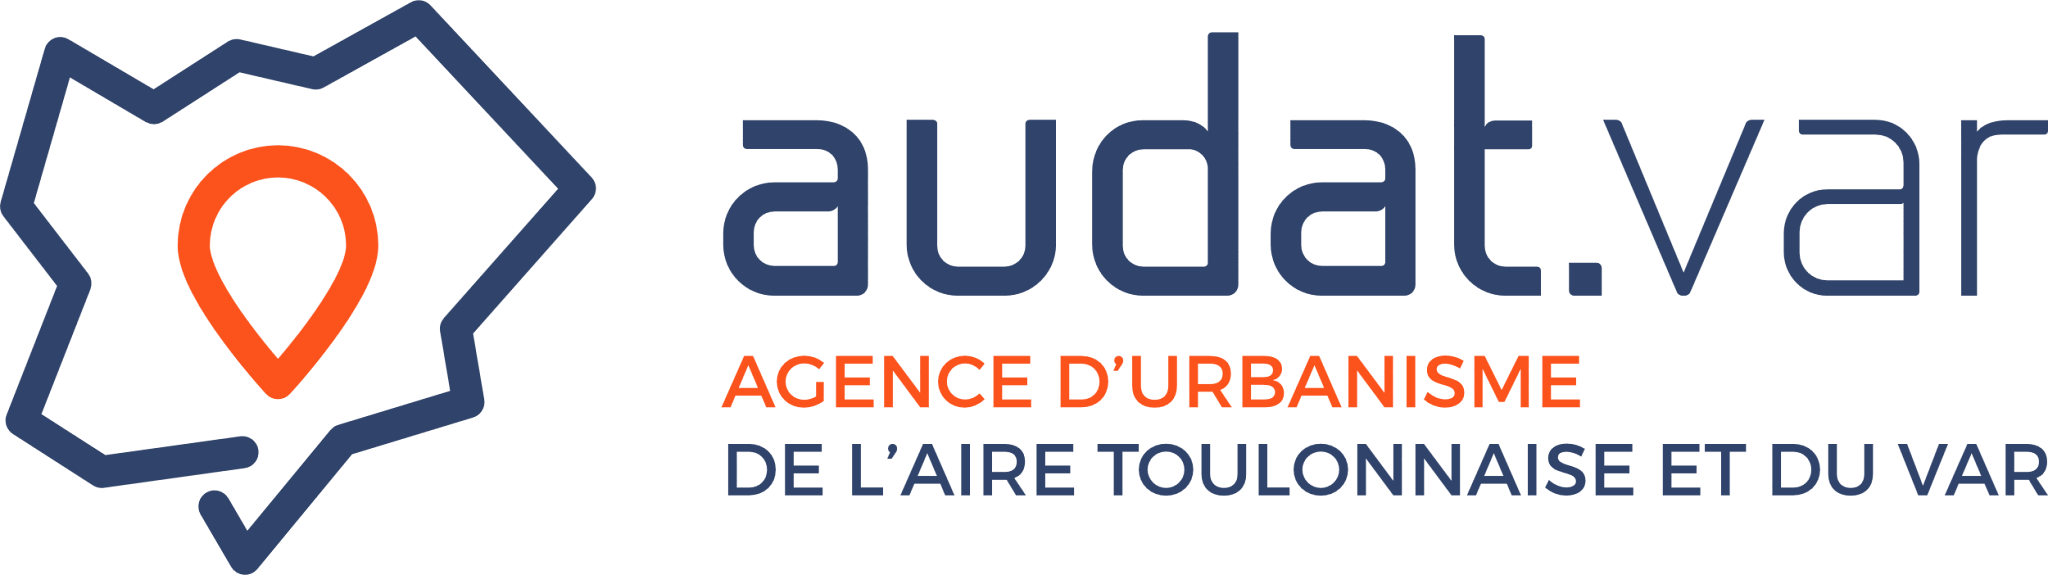 audat.var
AGENCE D’URBANISME
DE L’AIRE TOULONNAISE ET DU VAR